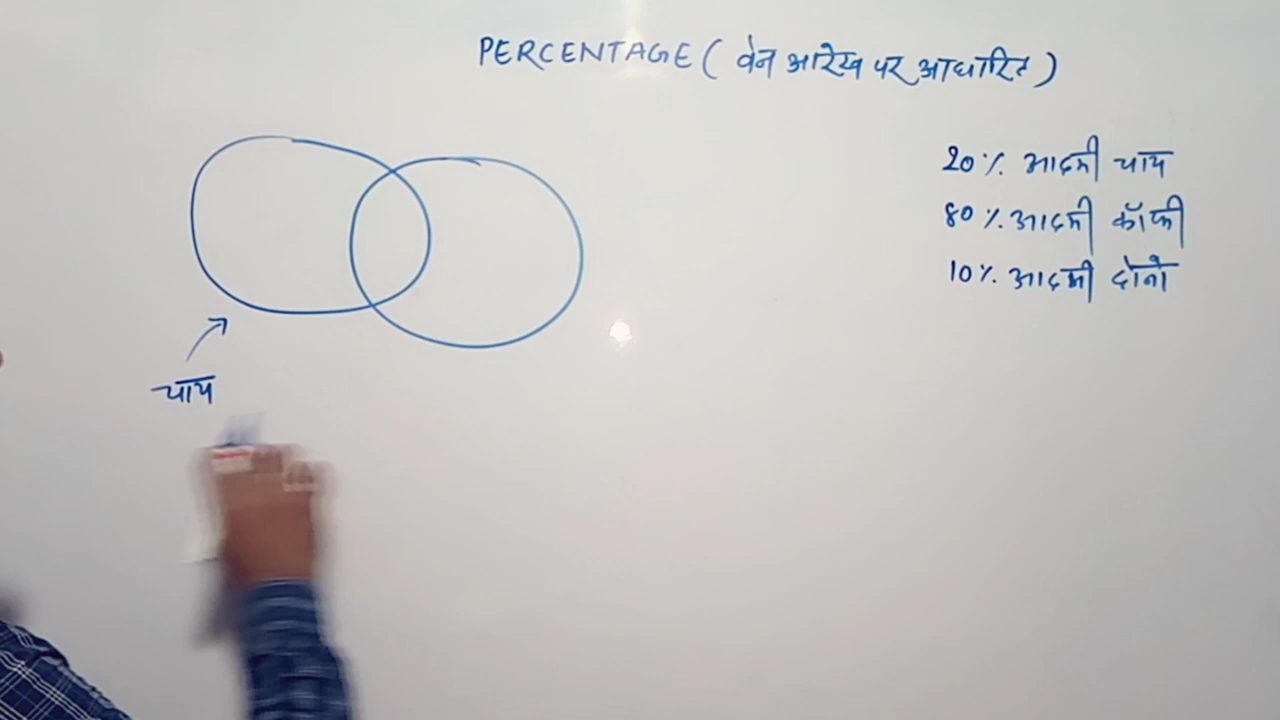 PERCENTAGE ( वेन आरेख पर आधारित )
20 % आदमी चाय
80 % आदमी कॉफी
10 % आदमी दोनो
चाय